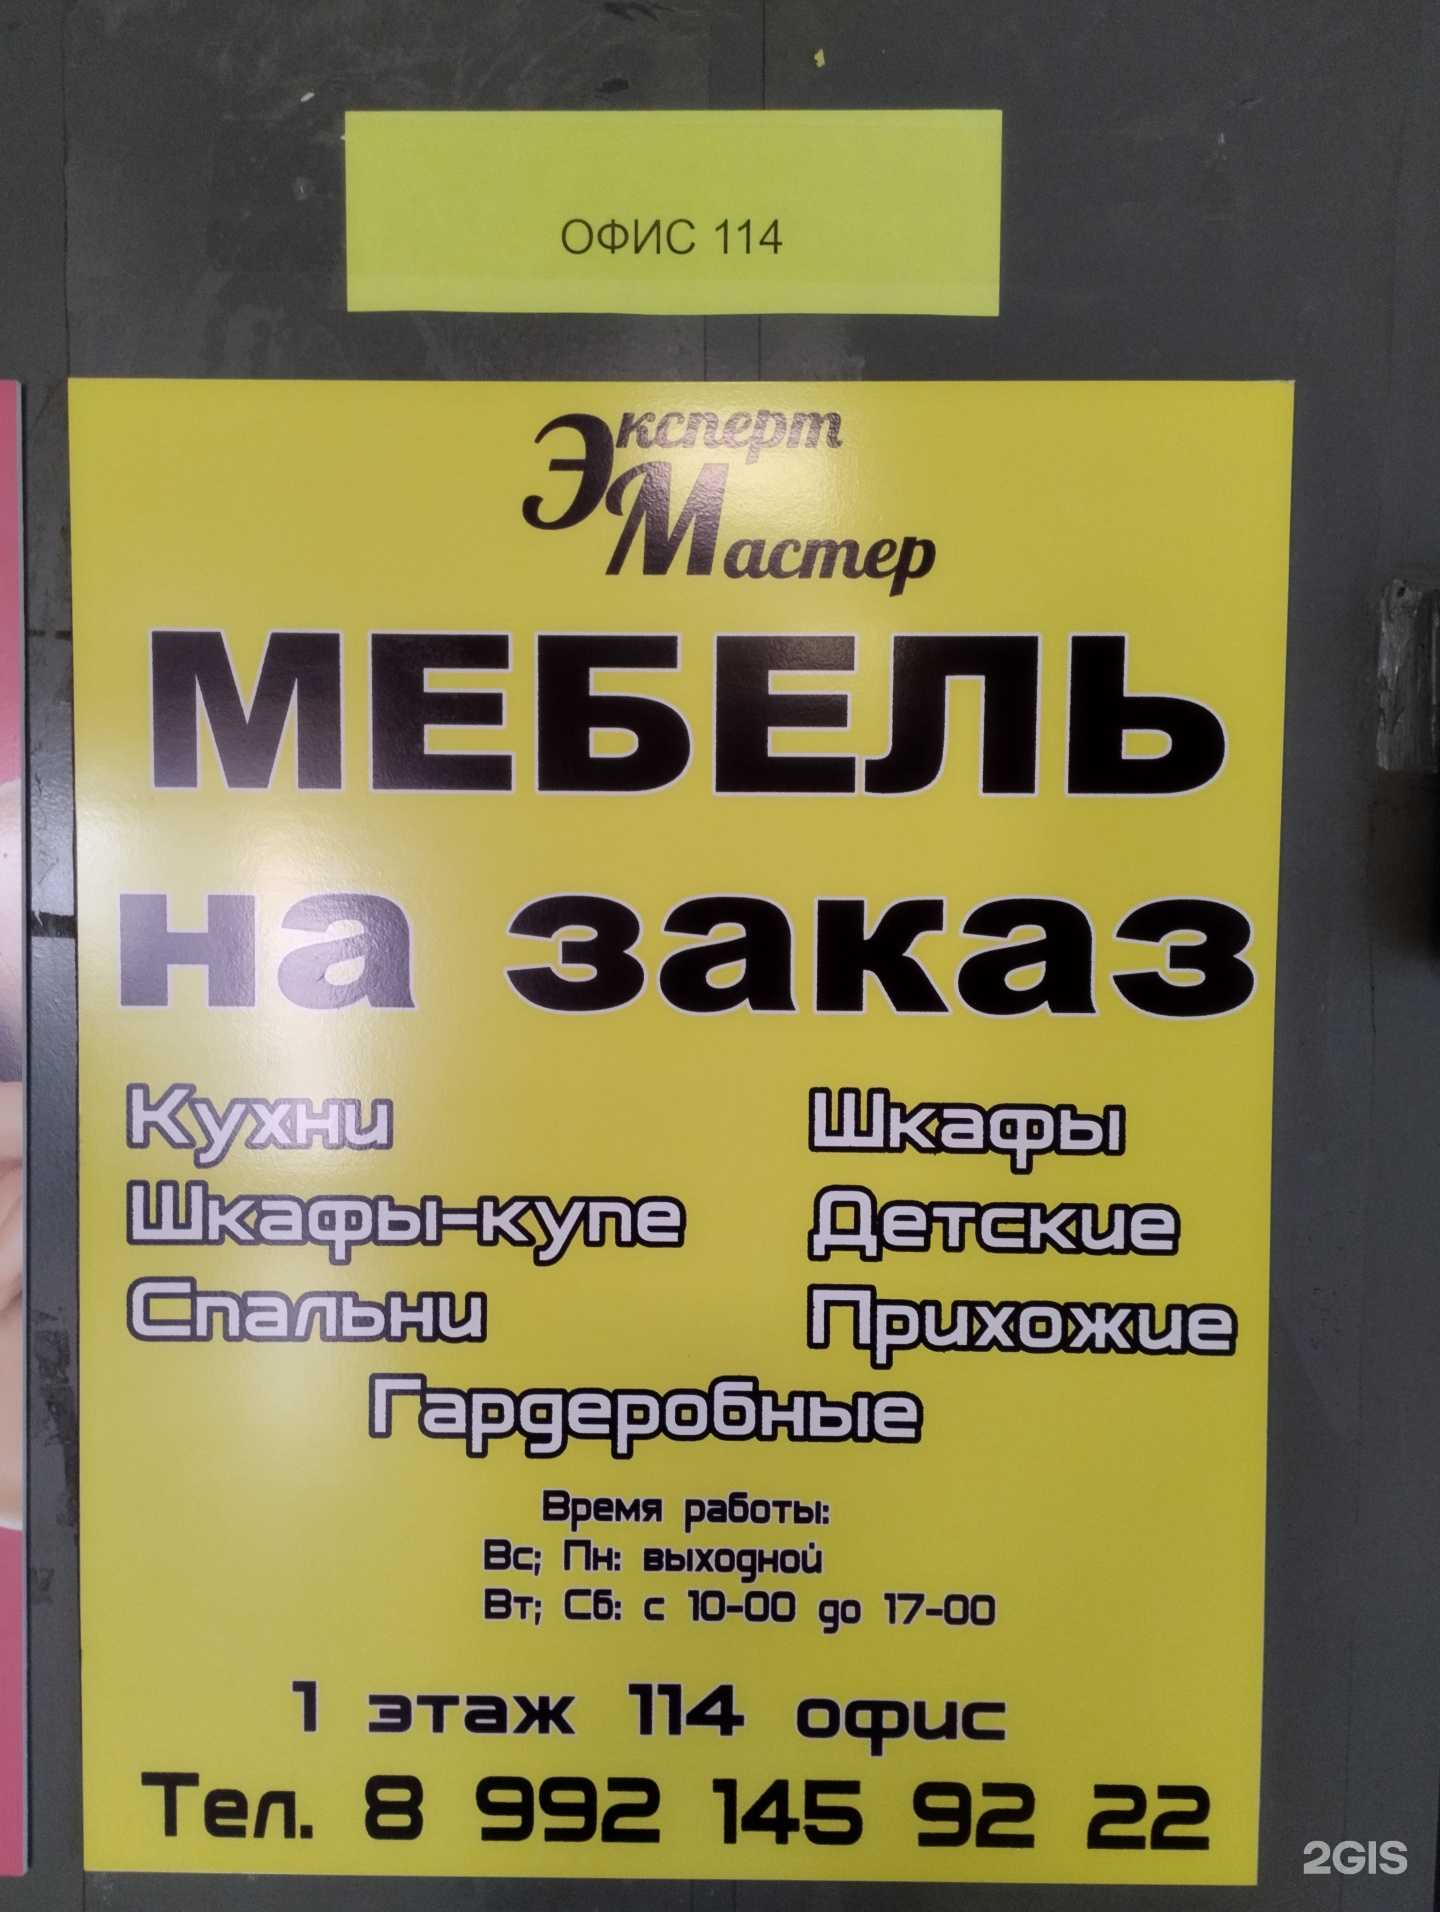 ОФИС 114
Эксперт
Мастер
МЕБЕЛЬ
на заказ
Кухни Шкафы
Шкафы-купе Детские
Спальни Прихожие
Гардеробные
Время работы:
Вс; Пн: выходной
Вт; Сб: с 10-00 до 17-00
1 этаж 114 офис
Тел. 8 992 145 92 22
2GIS